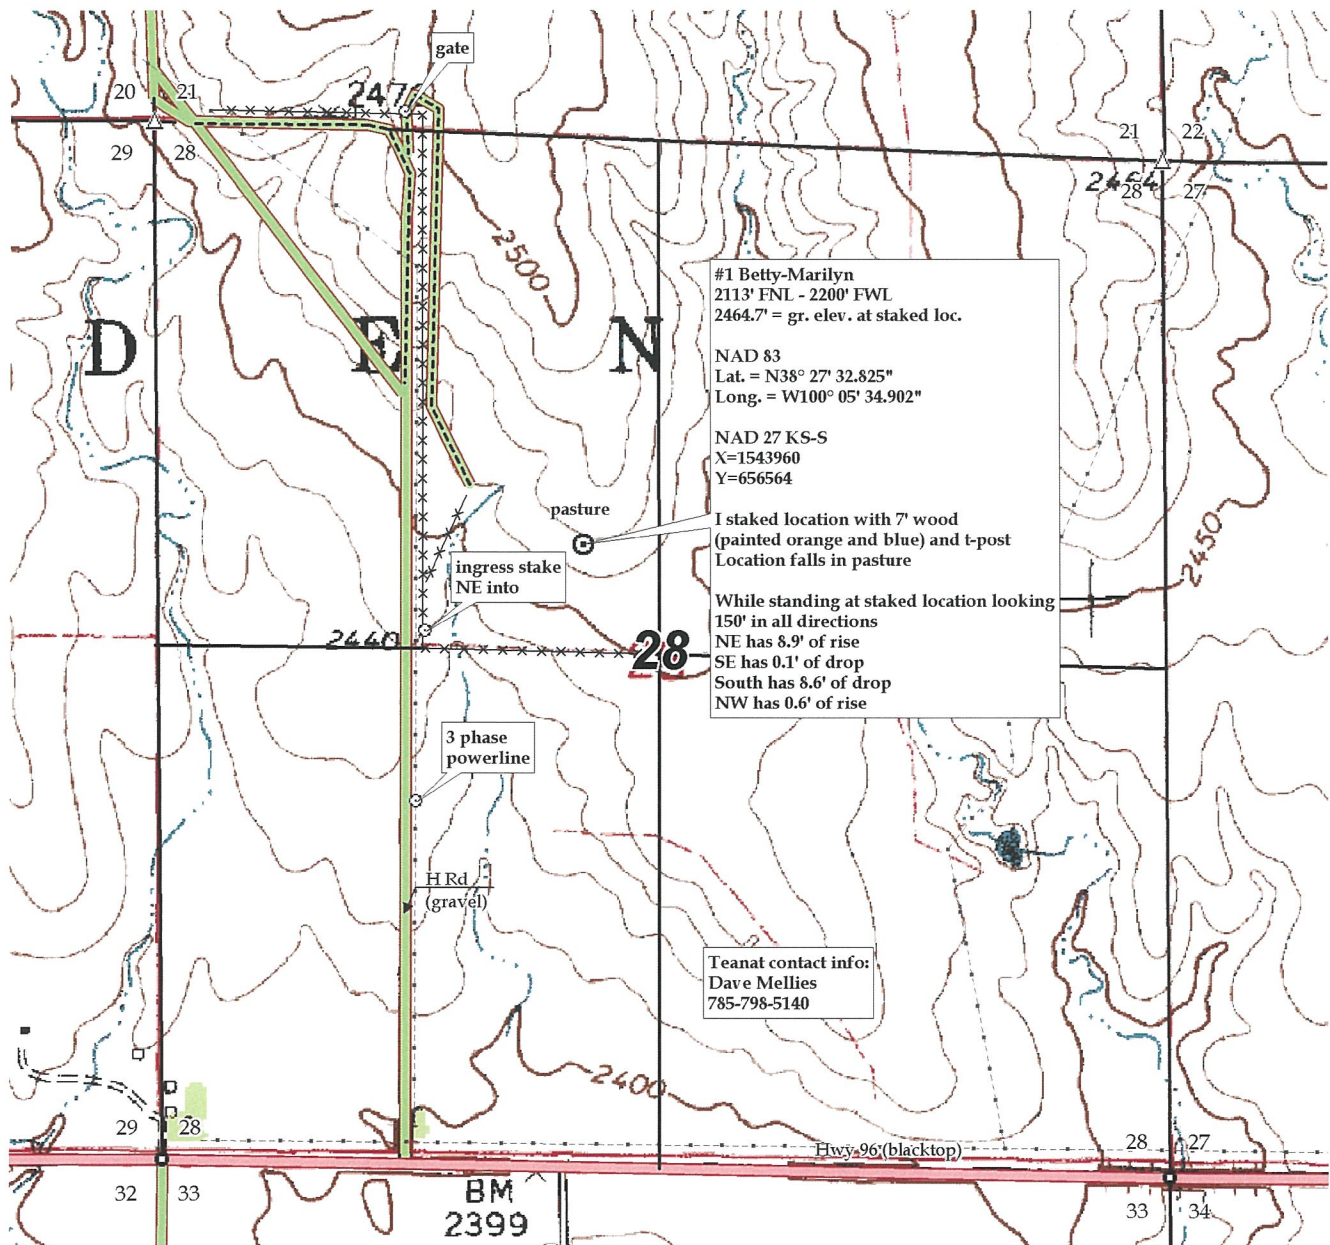 gate
20
21
2476
29
28
21
22
2464
28
27
2500
D E N
#1 Betty-Marilyn
2113' FNL - 2200' FWL
2464.7' = gr. elev. at staked loc.
NAD 83
Lat. = N38° 27' 32.825"
Long. = W100° 05' 34.902"
NAD 27 KS-S
X=1543960
Y=656564
I staked location with 7' wood
(painted orange and blue) and t-post
Location falls in pasture
While standing at staked location looking
150' in all directions
NE has 8.9' of rise
SE has 0.1' of drop
South has 8.6' of drop
NW has 0.6' of rise
pasture
2450
ingress stake
NE into
2440
28
3 phase
powerline
H Rd
(gravel)
Teanat contact info:
Dave Mellies
785-798-5140
2400
29
28
Hwy 96 (blacktop)
28
27
32
33
BM
2399
33
34